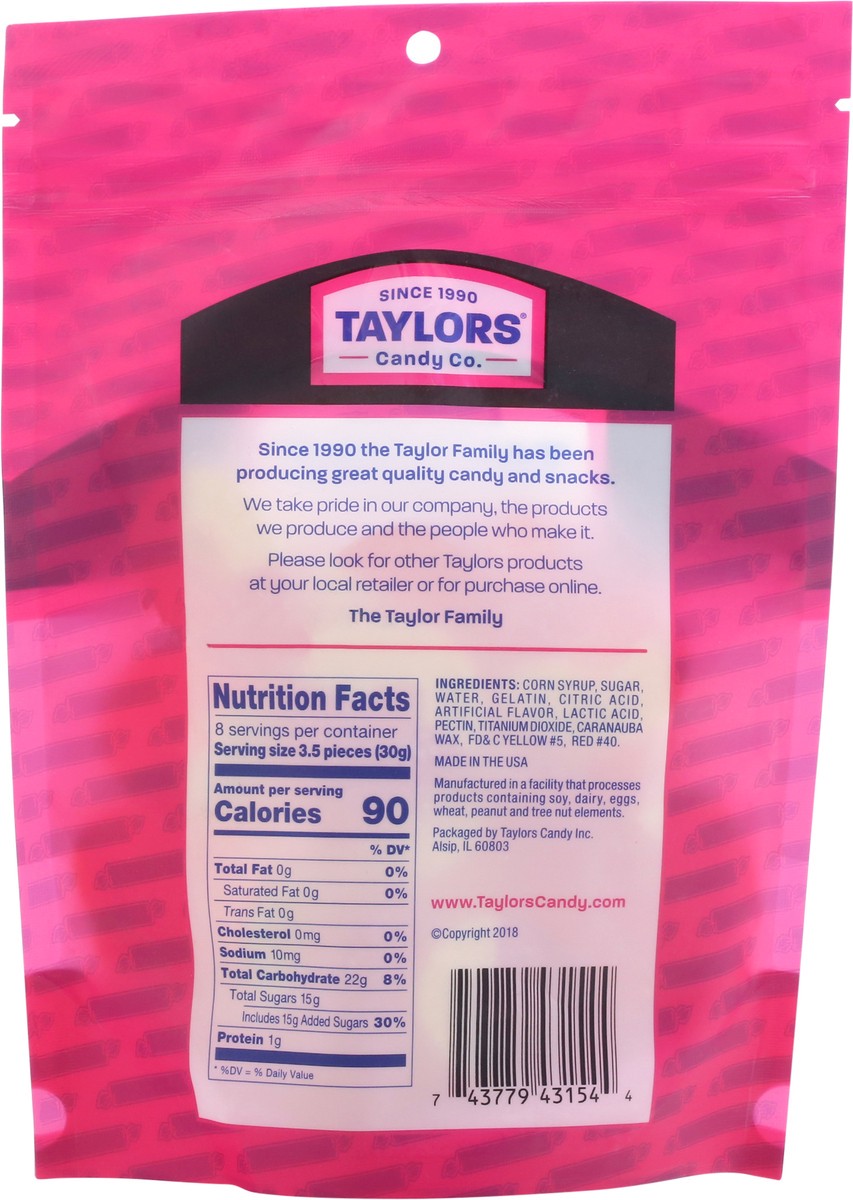 SINCE 1990
TAYLORS®
Candy Co.
Since 1990 the Taylor Family has been
producing great quality candy and snacks.
We take pride in our company, the products
we produce and the people who make it.
Please look for other Taylors products
at your local retailer or for purchase online.
The Taylor Family
Nutrition Facts
8 servings per container
Serving size 3.5 pieces (30g)
Amount per serving
Calories 90
% DV*
Total Fat 0g 0%
Saturated Fat 0g 0%
Trans Fat 0g
Cholesterol 0mg 0%
Sodium 10mg 0%
Total Carbohydrate 22g 8%
Total Sugars 15g
Includes 15g Added Sugars 30%
Protein 1g
* %DV = % Daily Value
INGREDIENTS: CORN SYRUP, SUGAR,
WATER, GELATIN, CITRIC ACID,
ARTIFICIAL FLAVOR, LACTIC ACID,
PECTIN, TITANIUM DIOXIDE, CARANAUBA
WAX, FD& C YELLOW #5, RED #40.
MADE IN THE USA
Manufactured in a facility that processes
products containing soy, dairy, eggs,
wheat, peanut and tree nut elements.
Packaged by Taylors Candy Inc.
Alsip, IL 60803
www.TaylorsCandy.com
©Copyright 2018
7 43779 43154 4